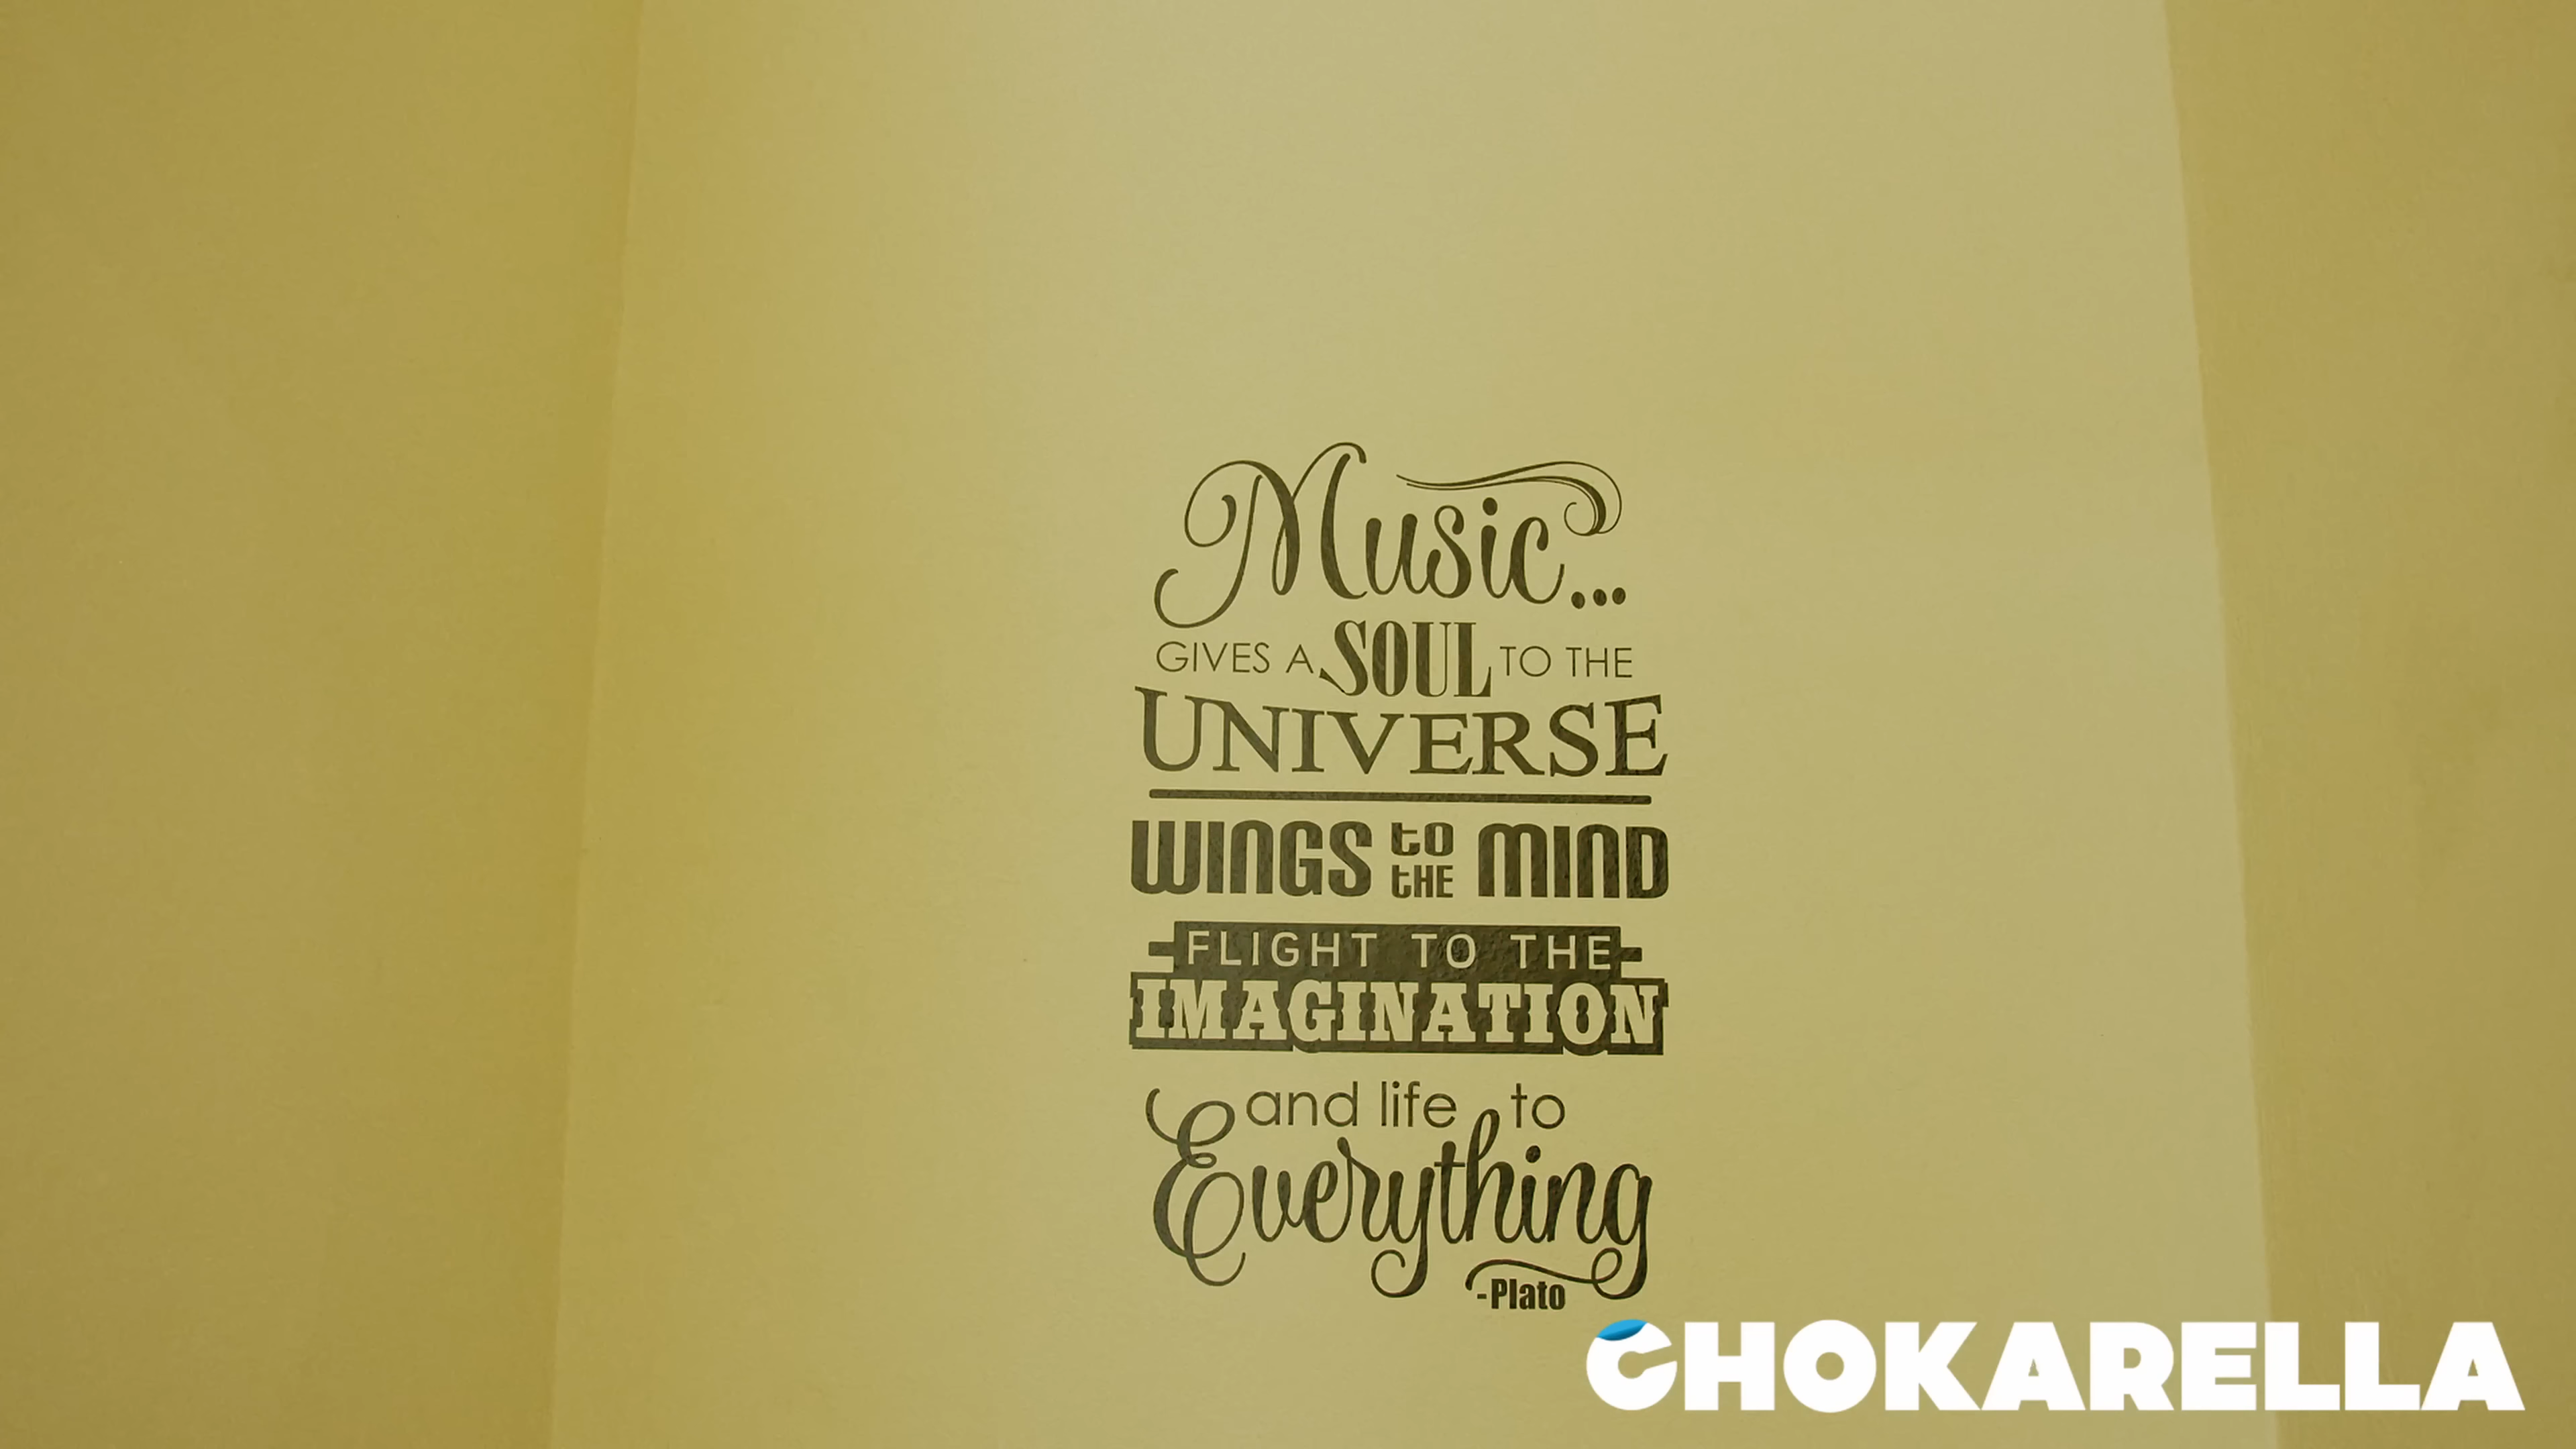 Music...
GIVES A SOUL TO THE
UNIVERSE
WINGS to THE MIND
FLIGHT TO THE
IMAGINATION
and life to
Everything
-Plato
CHOKARELLA